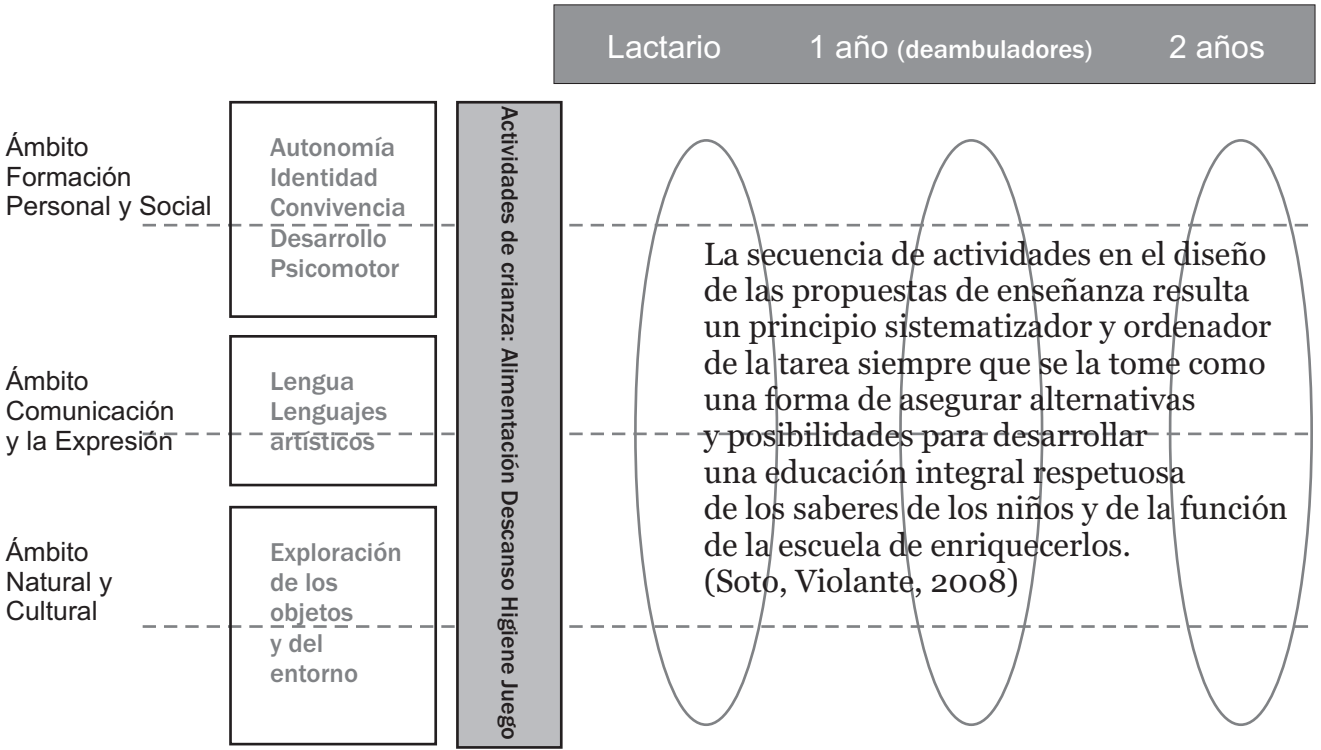 Lactario 1 año (deambuladores) 2 años
Ámbito
Formación
Personal y Social
Autonomía
Identidad
Convivencia
Desarrollo
Psicomotor
Ámbito
Comunicación
y la Expresión
Lengua
Lenguajes
artísticos
Ámbito
Natural y
Cultural
Exploración
de los
objetos
y del
entorno
Actividades de crianza: Alimentación Descanso Higiene Juego
La secuencia de actividades en el diseño
de las propuestas de enseñanza resulta
un principio sistematizador y ordenador
de la tarea siempre que se la tome como
una forma de asegurar alternativas
y posibilidades para desarrollar
una educación integral respetuosa
de los saberes de los niños y de la función
de la escuela de enriquecerlos.
(Soto, Violante, 2008)